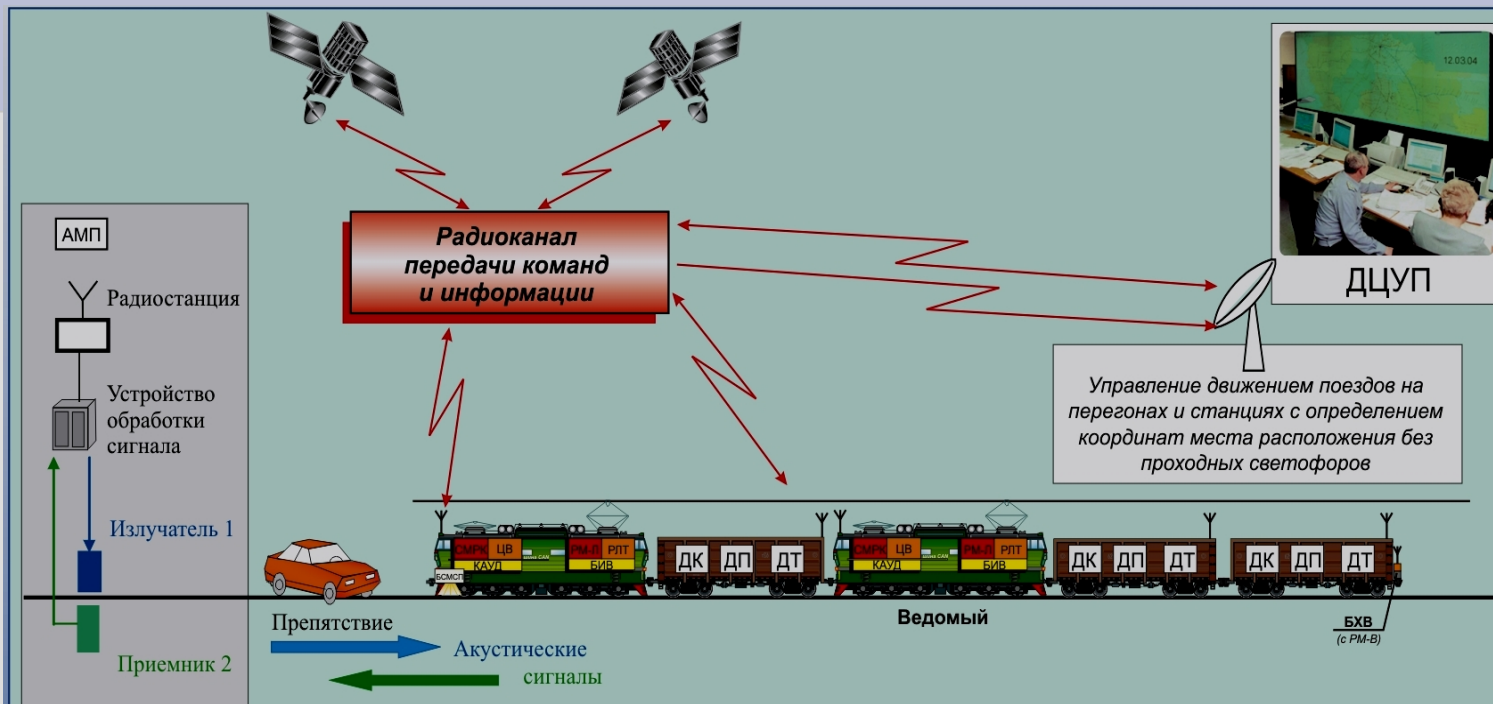 12.03.04
ДЦУП
Радиоканал
передачи команд
и информации
АМП
Радиостанция
Устройство
обработки
сигнала
Излучатель 1
Приемник 2
Управление движением поездов на
перегонах и станциях с определением
координат места расположения без
проходных светофоров
СМРК ЦВ РМ-Л РЛТ
КАУД БИВ
БСМСП
ДК ДП ДТ
СМРК ЦВ РМ-Л РЛТ
КАУД БИВ
ДК ДП ДТ
ДК ДП ДТ
Ведомый
БХВ
(с РМ-В)
Препятствие
Акустические
сигналы